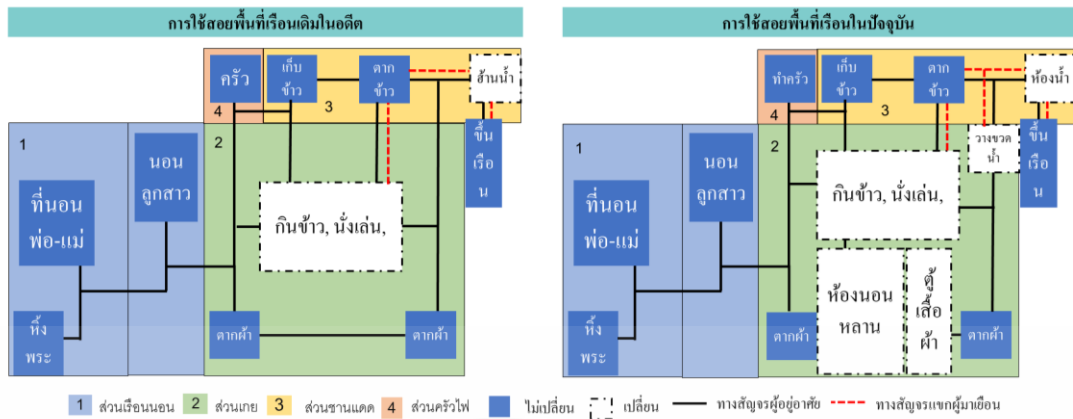 การใช้สอยพื้นที่เรือนเดิมในอดีต
ครัว
4
เก็บ
ข้าว
3
ตาก
ข้าว
ฮ้านน้ำ
ขึ้น
เรือ
น
1
ที่นอน
พ่อ-แม่
นอน
ลูกสาว
2
กินข้าว, นั่งเล่น,
หิ้ง
พระ
ตากผ้า
ตากผ้า
การใช้สอยพื้นที่เรือนในปัจจุบัน
ทำครัว
4
เก็บ
ข้าว
3
ตาก
ข้าว
ห้องน้ำ
วางขวด
น้ำ
ขึ้น
เรือ
น
1
ที่นอน
พ่อ-แม่
นอน
ลูกสาว
2
กินข้าว, นั่งเล่น,
ห้องนอน
หลาน
ตู้
เสื้อ
ผ้า
หิ้ง
พระ
ตากผ้า
ตากผ้า
1 ส่วนเรือนนอน 2 ส่วนเกย 3 ส่วนชานแดด 4 ส่วนครัวไฟ ไม่เปลี่ยน เปลี่ยน ทางสัญจรผู้อยู่อาศัย ทางสัญจรแขกผู้มาเยือน